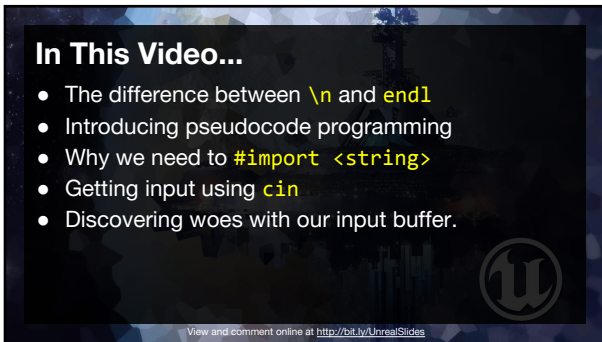 In This Video...
● The difference between \n and endl
● Introducing pseudocode programming
● Why we need to #import <string>
● Getting input using cin
● Discovering woes with our input buffer.
View and comment online at http://bit.ly/UnrealSlides